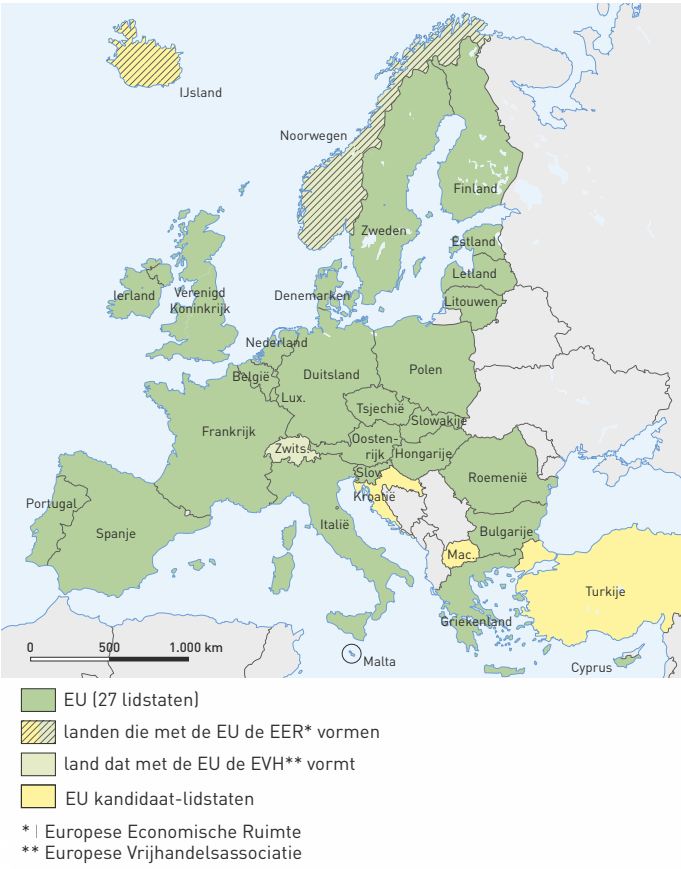 IJsland
Noorwegen
Finland
Zweden
Estland
Letland
Litouwen
Ierland
Verenigd
Koninkrijk
Denemarken
Nederland
België
Duitsland
Polen
Lux.
Tsjechië
Slowakije
Frankrijk
Zwits.
Oosten-
rijk
Hongarije
Slov.
Kroatië
Roemenië
Portugal
Spanje
Italië
Bulgarije
Mac.
Turkije
Griekenland
Malta
Cyprus
0 500 1.000 km
EU (27 lidstaten)
landen die met de EU de EER* vormen
land dat met de EU de EVH** vormt
EU kandidaat-lidstaten
* | Europese Economische Ruimte
** Europese Vrijhandelsassociatie